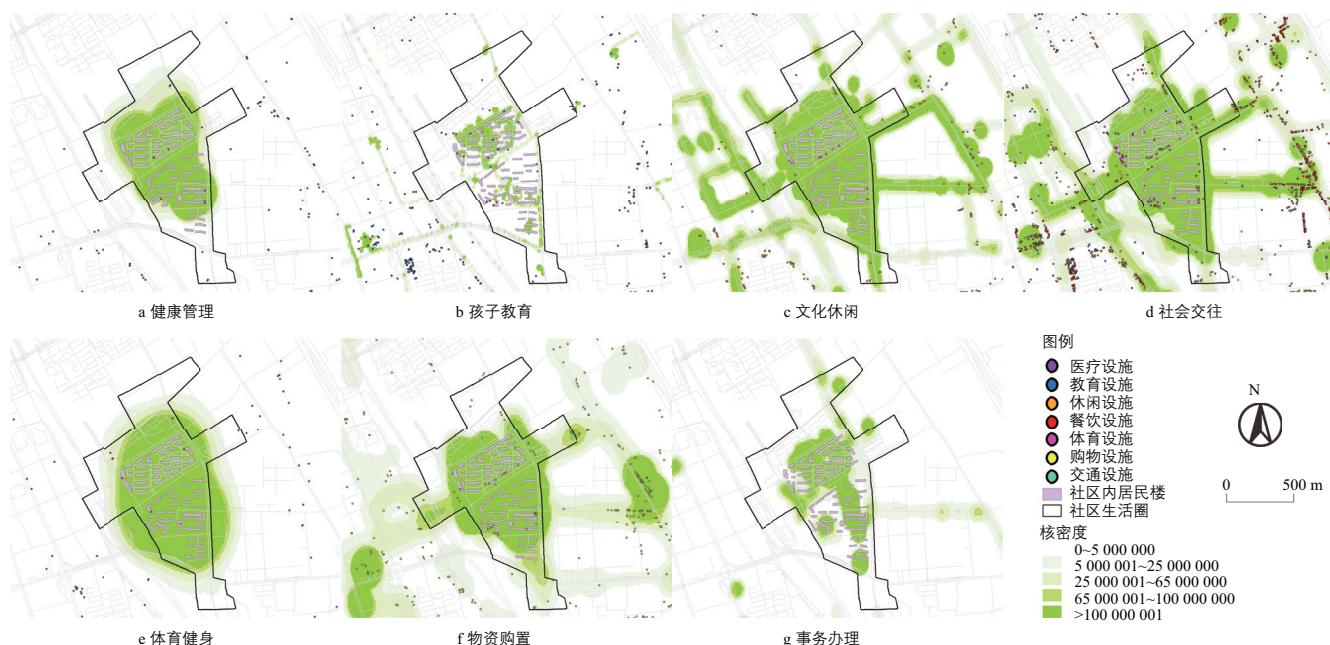 a 健康管理
b 孩子教育
c 文化休闲
d 社会交往
图例
医疗设施
教育设施
休闲设施
餐饮设施
体育设施
购物设施
交通设施
社区内居民楼
社区生活圈
核密度
0~5 000 000
5 000 001~25 000 000
25 000 001~65 000 000
65 000 001~100 000 000
>100 000 001
N
0 500 m
e 体育健身
f 物资购置
g 事务办理